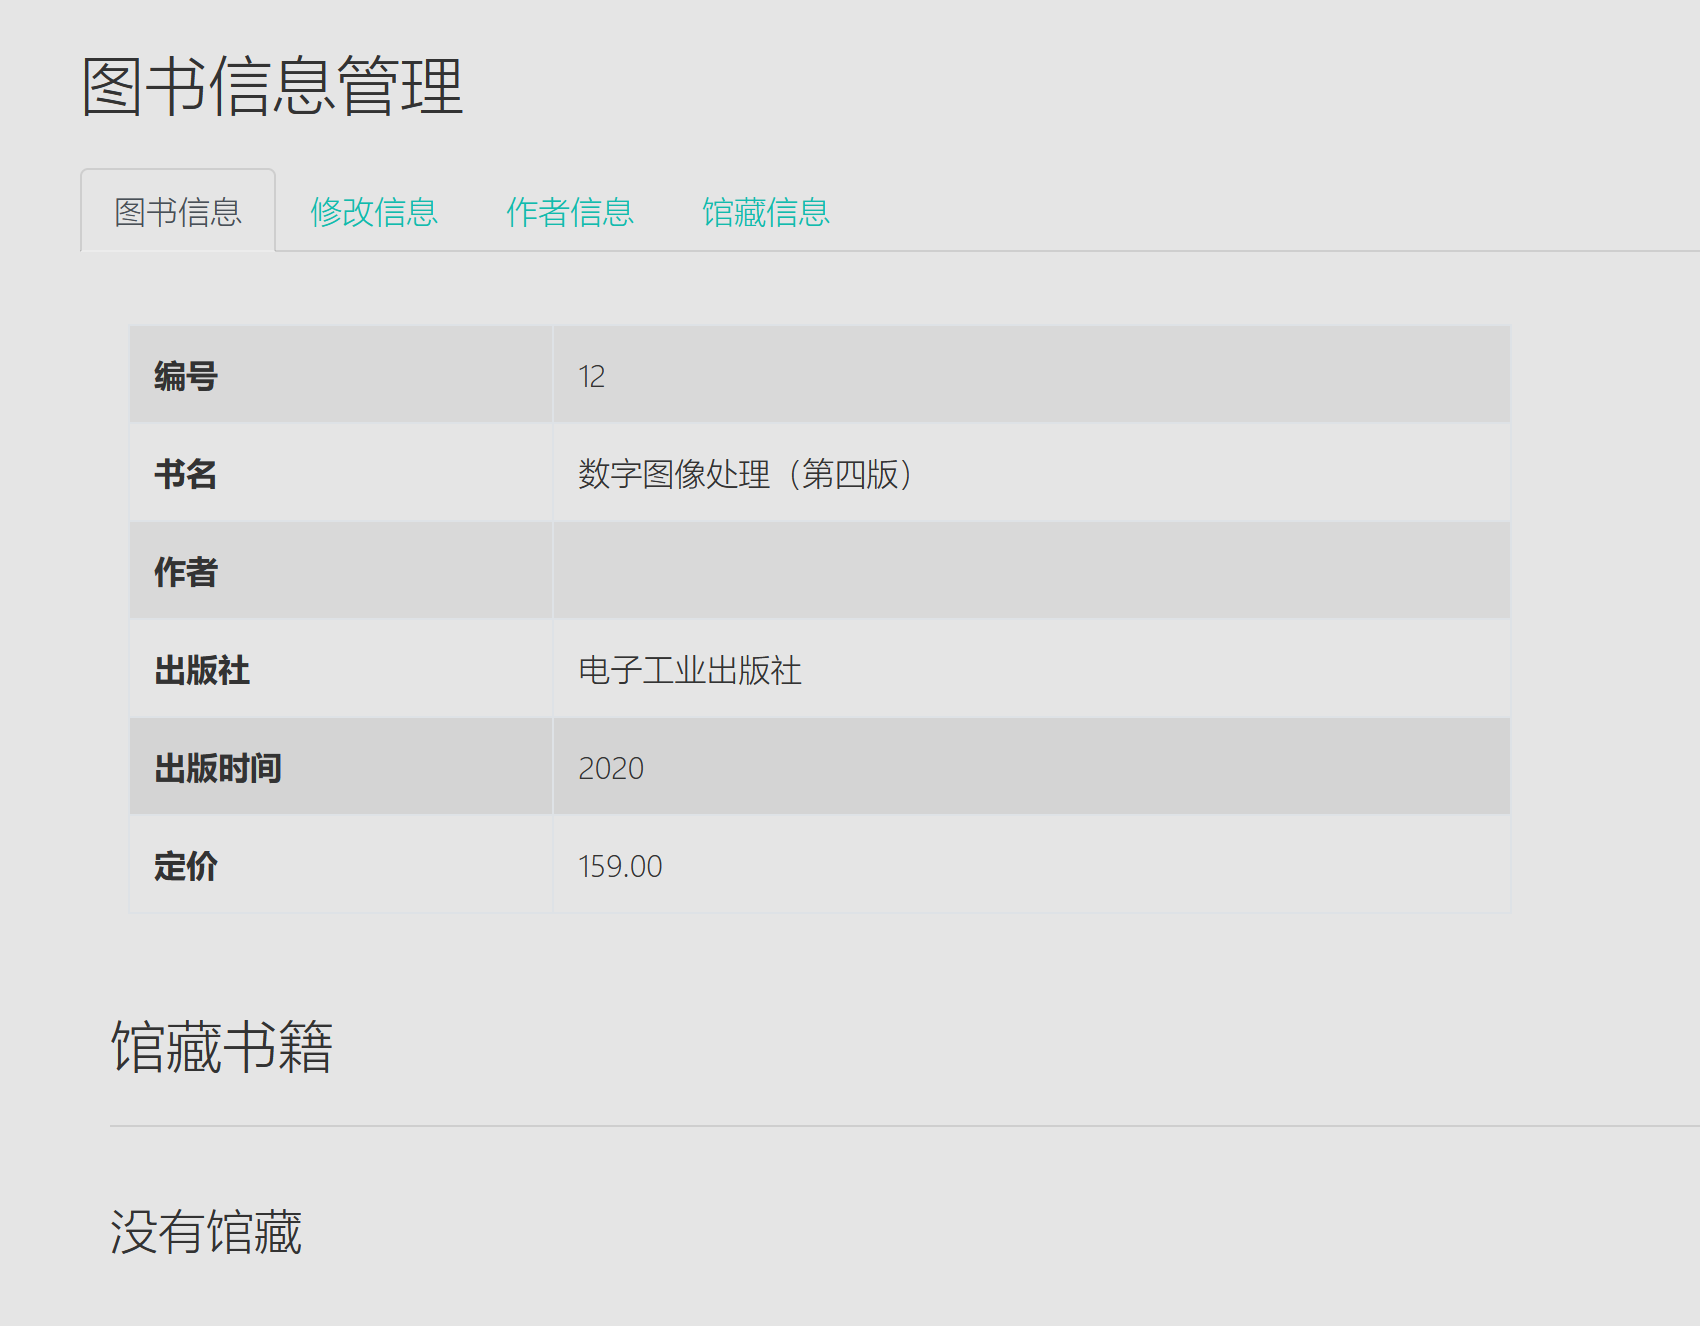 图书信息管理
图书信息 修改信息 作者信息 馆藏信息
编号 12
书名 数字图像处理（第四版）
作者
出版社 电子工业出版社
出版时间 2020
定价 159.00
馆藏书籍
没有馆藏